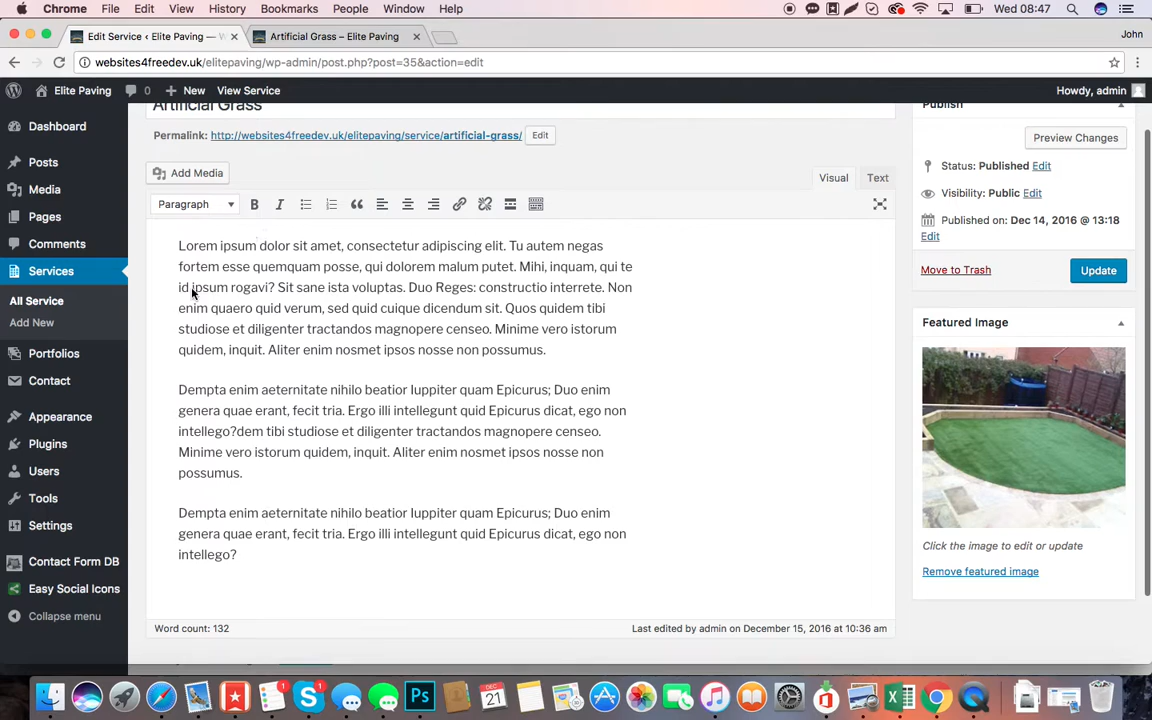 Chrome File Edit View History Bookmarks People Window Help Wed 08:47
Edit Service ‹ Elite Paving — Artificial Grass – Elite Paving John
websites4freedev.uk/elitepaving/wp-admin/post.php?post=35&action=edit
Elite Paving 0 + New View Service Howdy, admin
Artificial Grass Publish
Dashboard
Posts
Media
Pages
Comments
Services
All Service
Add New
Portfolios
Contact
Appearance
Plugins
Users
Tools
Settings
Contact Form DB
Easy Social Icons
Collapse menu
Permalink: http://websites4freedev.uk/elitepaving/service/artificial-grass/ Edit
Add Media Visual Text
Paragraph
Lorem ipsum dolor sit amet, consectetur adipiscing elit. Tu autem negas
fortem esse quemquam posse, qui dolorem malum putet. Mihi, inquam, qui te
id ipsum rogavi? Sit sane ista voluptas. Duo Reges: constructio interrete. Non
enim quaero quid verum, sed quid cuique dicendum sit. Quos quidem tibi
studiose et diligenter tractandos magnopere censeo. Minime vero istorum
quidem, inquit. Aliter enim nosmet ipsos nosse non possumus.
Dempta enim aeternitate nihilo beatior Iuppiter quam Epicurus; Duo enim
genera quae erant, fecit tria. Ergo illi intellegunt quid Epicurus dicat, ego non
intellego?dem tibi studiose et diligenter tractandos magnopere censeo.
Minime vero istorum quidem, inquit. Aliter enim nosmet ipsos nosse non
possumus.
Dempta enim aeternitate nihilo beatior Iuppiter quam Epicurus; Duo enim
genera quae erant, fecit tria. Ergo illi intellegunt quid Epicurus dicat, ego non
intellego?
Word count: 132 Last edited by admin on December 15, 2016 at 10:36 am
Preview Changes
Status: Published Edit
Visibility: Public Edit
Published on: Dec 14, 2016 @ 13:18
Edit
Move to Trash Update
Featured Image
Click the image to edit or update
Remove featured image
1 1 DEC
21